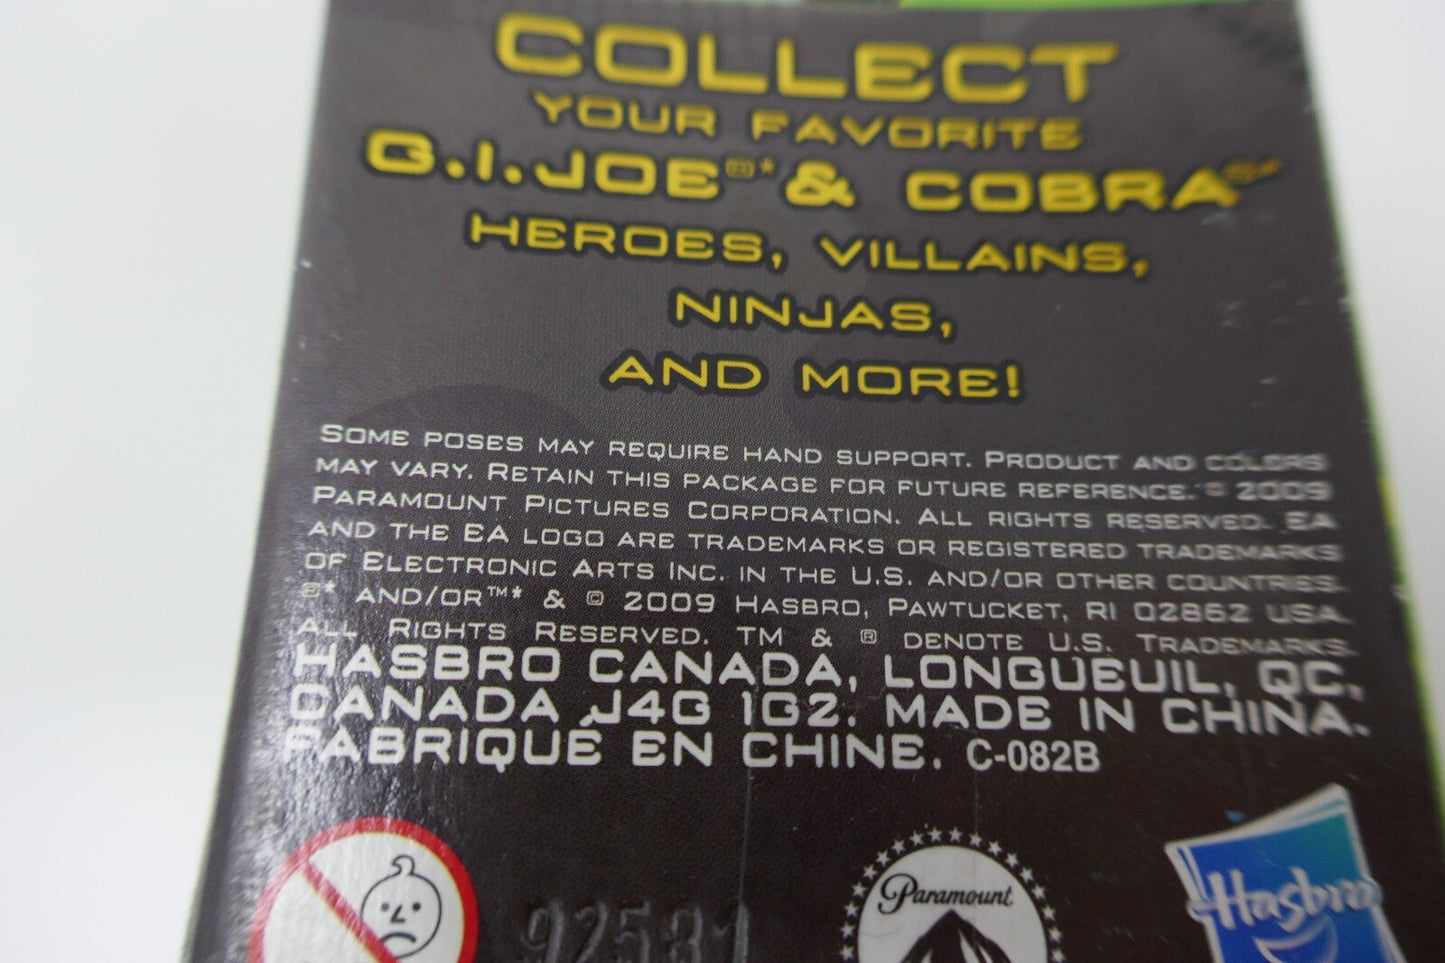 COLLECT
YOUR FAVORITE
G.I.JOE®* & COBRA®*
HEROES, VILLAINS,
NINJAS,
AND MORE!
SOME POSES MAY REQUIRE HAND SUPPORT. PRODUCT AND COLORS
MAY VARY. RETAIN THIS PACKAGE FOR FUTURE REFERENCE. © 2009
PARAMOUNT PICTURES CORPORATION. ALL RIGHTS RESERVED. EA
AND THE EA LOGO ARE TRADEMARKS OR REGISTERED TRADEMARKS
OF ELECTRONIC ARTS INC. IN THE U.S. AND/OR OTHER COUNTRIES.
®* AND/OR™* & © 2009 HASBRO, PAWTUCKET, RI 02862 USA.
ALL RIGHTS RESERVED. TM & ® DENOTE U.S. TRADEMARKS.
HASBRO CANADA, LONGUEUIL, QC,
CANADA J4G 1G2. MADE IN CHINA.
FABRIQUÉ EN CHINE. C-082B
92581
Paramount
Hasbro